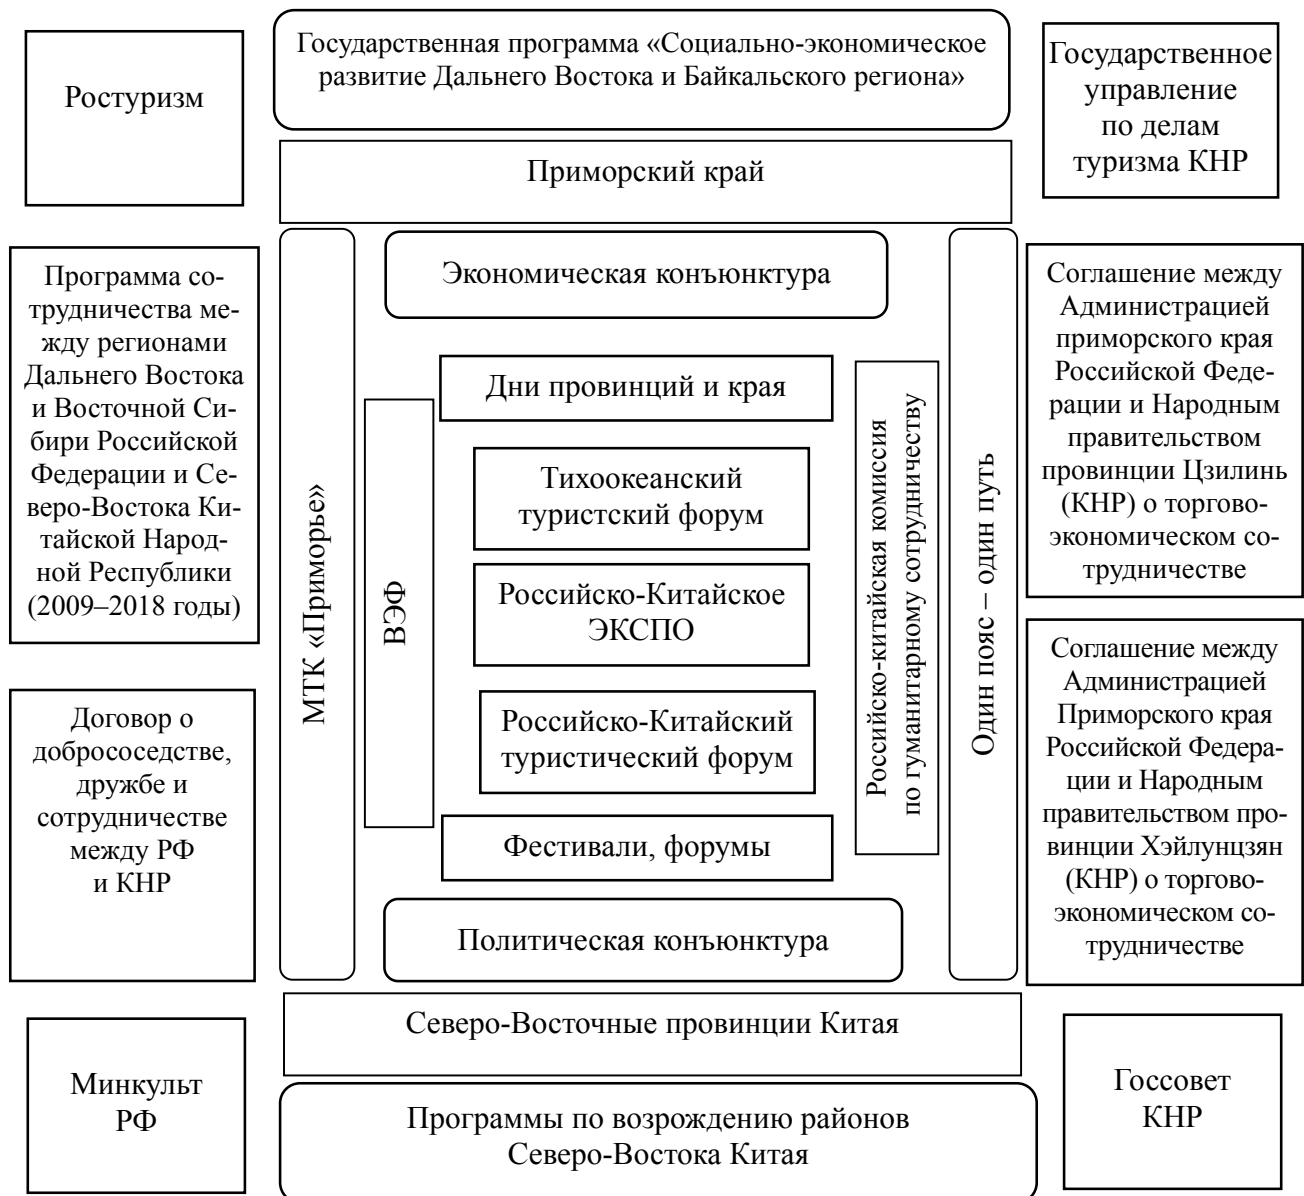 Ростуризм
Государственная программа «Социально-экономическое
развитие Дальнего Востока и Байкальского региона»
Государственное
управление
по делам
туризма КНР
Приморский край
Программа со-
трудничества ме-
жду регионами
Дальнего Востока
и Восточной Си-
бири Российской
Федерации и Се-
веро-Востока Ки-
тайской Народ-
ной Республики
(2009–2018 годы)
Договор о
добрососедстве,
дружбе и
сотрудничестве
между РФ
и КНР
МТК «Приморье»
Экономическая конъюнктура
ВЭФ
Дни провинций и края
Тихоокеанский
туристский форум
Российско-Китайское
ЭКСПО
Российско-Китайский
туристический форум
Фестивали, форумы
Политическая конъюнктура
Российско-китайская комиссия
по гуманитарному сотрудничеству
Один пояс – один путь
Соглашение между
Администрацией
приморского края
Российской Феде-
рации и Народным
правительством
провинции Цзилинь
(КНР) о торгово-
экономическом со-
трудничестве
Соглашение между
Администрацией
Приморского края
Российской Федера-
ции и Народным
правительством про-
винции Хэйлунцзян
(КНР) о торгово-
экономическом со-
трудничестве
Северо-Восточные провинции Китая
Минкульт
РФ
Программы по возрождению районов
Северо-Востока Китая
Госсовет
КНР